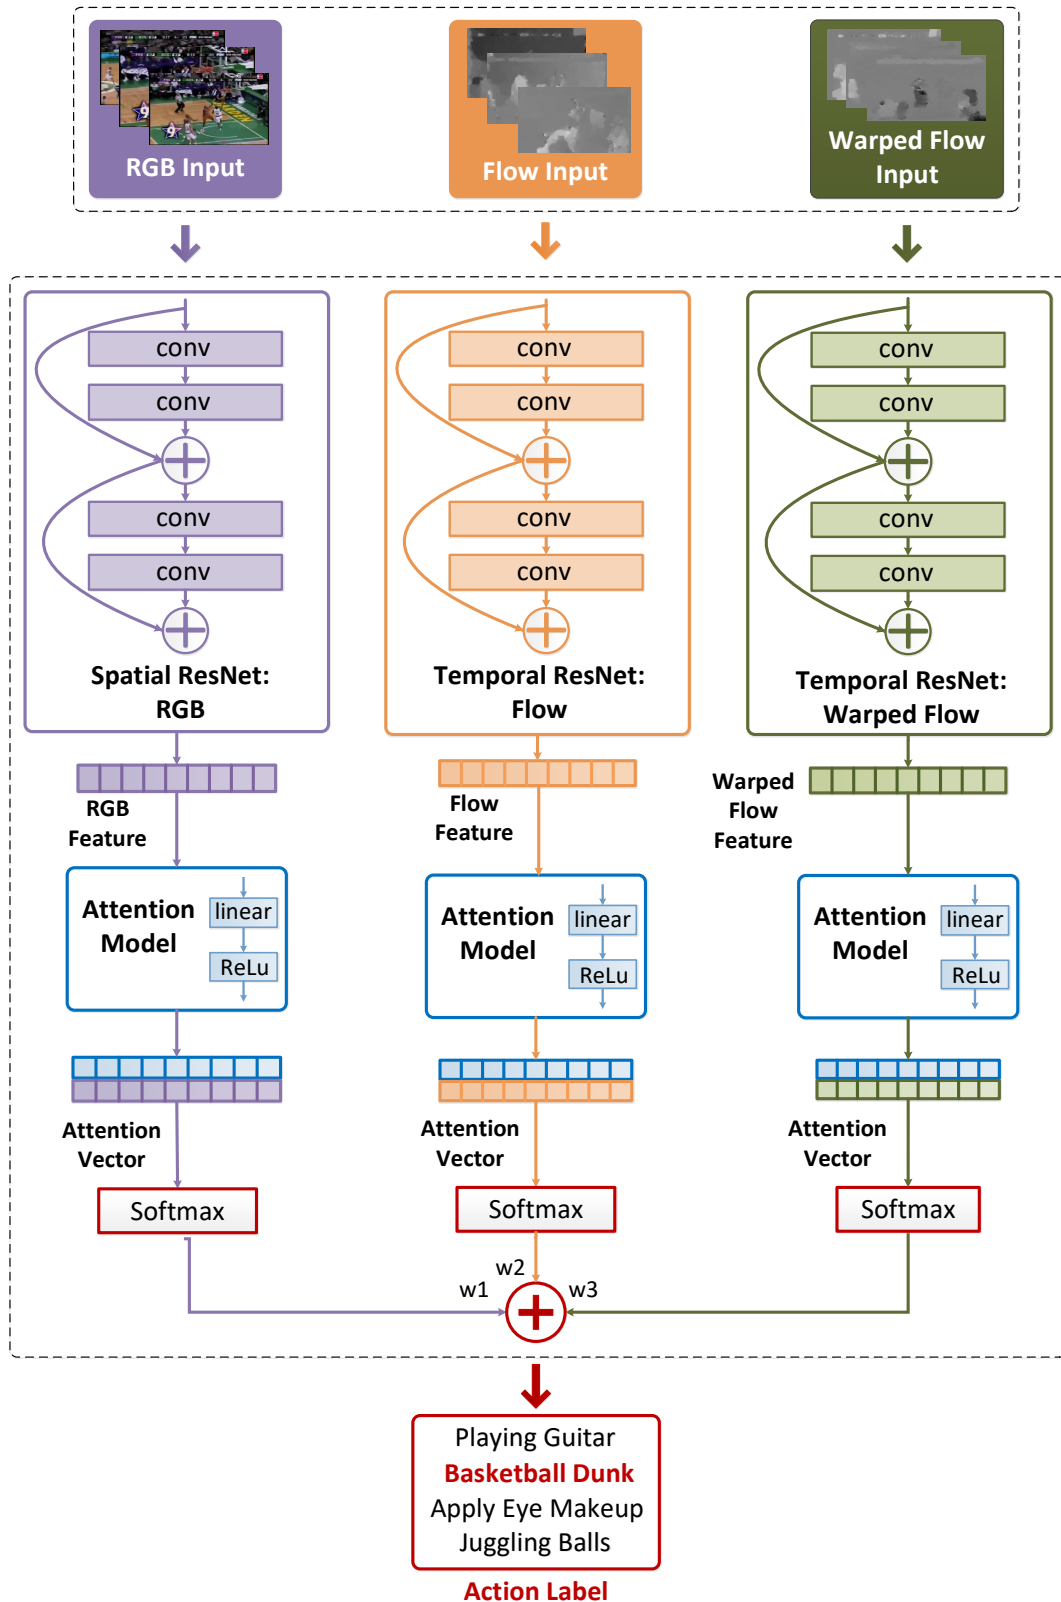 RGB Input
Flow Input
Warped Flow
Input
conv
conv
conv
conv
Spatial ResNet:
RGB
conv
conv
conv
conv
Temporal ResNet:
Flow
conv
conv
conv
conv
Temporal ResNet:
Warped Flow
RGB
Feature
Flow
Feature
Warped
Flow
Feature
Attention
Model
linear
ReLu
Attention
Model
linear
ReLu
Attention
Model
linear
ReLu
Attention
Vector
Attention
Vector
Attention
Vector
Softmax
Softmax
Softmax
w1
w2
w3
Playing Guitar
Basketball Dunk
Apply Eye Makeup
Juggling Balls
Action Label